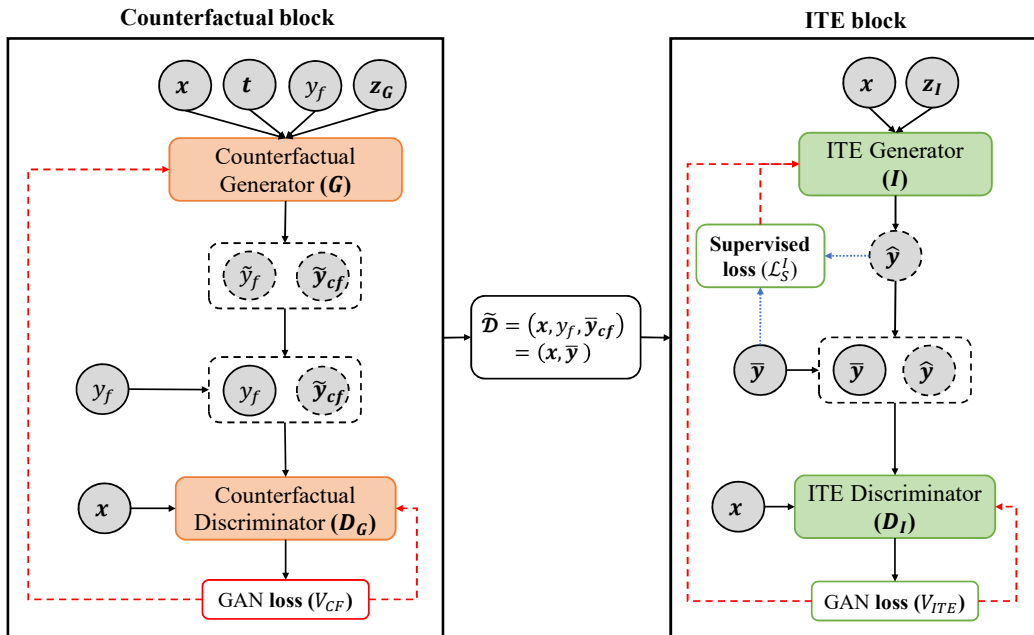 Counterfactual block
x t y_f z_G
Counterfactual
Generator (G)
ỹ_f ỹ_cf
y_f y_f ỹ_cf
x
Counterfactual
Discriminator (D_G)
GAN loss (V_CF)
D̃ = (x, y_f, ȳ_cf)
= (x, ȳ )
ITE block
x z_I
ITE Generator
(I)
Supervised
loss (ℒ_S^I)
ŷ
ȳ ȳ ŷ
x
ITE Discriminator
(D_I)
GAN loss (V_ITE)